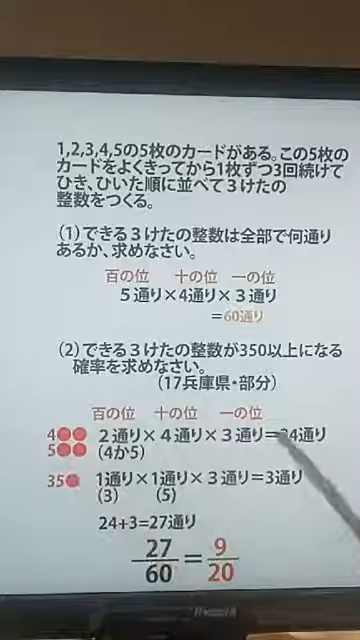 1,2,3,4,5の5枚のカードがある。この5枚の
カードをよくきってから1枚ずつ3回続けて
ひき、ひいた順に並べて３けたの
整数をつくる。
（1）できる３けたの整数は全部で何通り
あるか、求めなさい。
百の位 十の位 一の位
５通り×4通り×３通り
＝60通り
（2）できる３けたの整数が350以上になる
確率を求めなさい。
（17兵庫県・部分）
百の位 十の位 一の位
4●● ２通り×４通り×３通り＝24通り
5●● (4か5)
35● 1通り×1通り×３通り＝3通り
(3) (5)
24+3=27通り
27/60 = 9/20